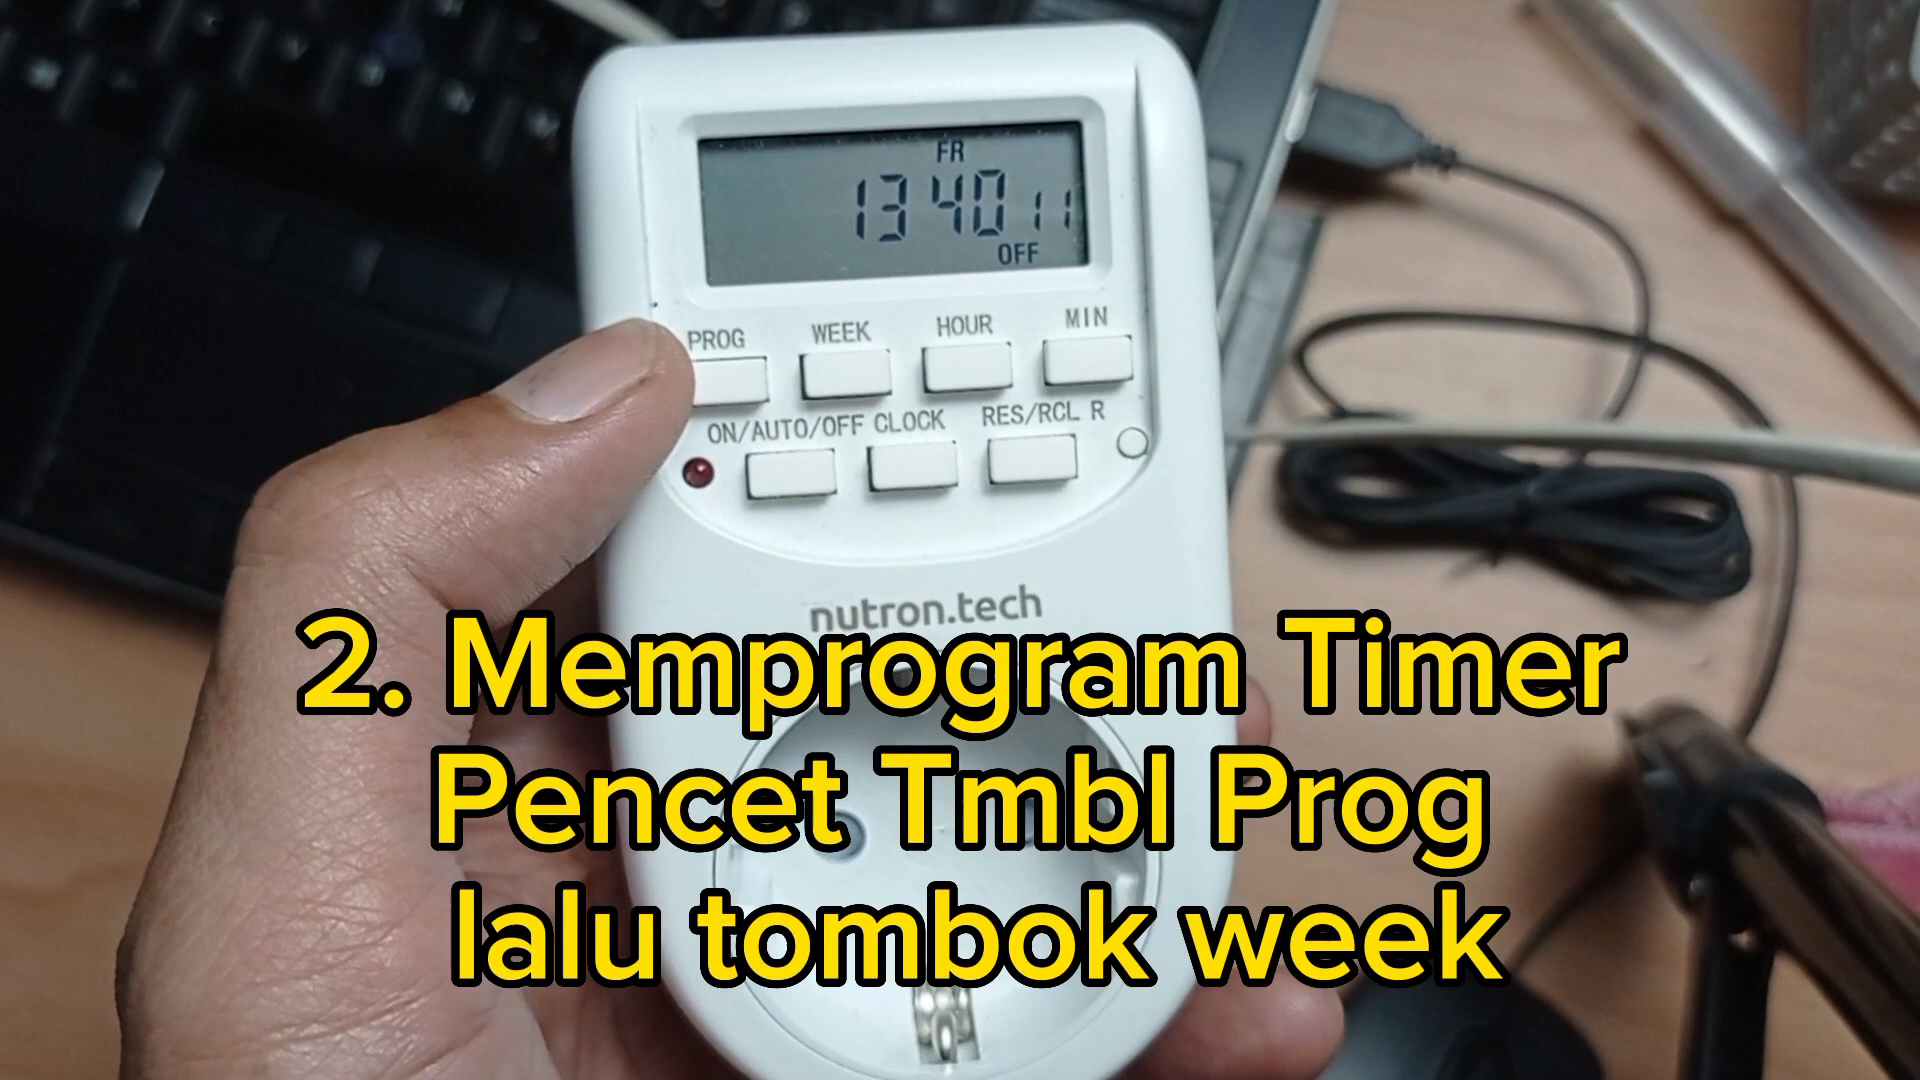 FR
13 40 11
OFF
PROG WEEK HOUR MIN
ON/AUTO/OFF CLOCK RES/RCL R
nutron.tech
2. Memprogram Timer
Pencet Tmbl Prog
lalu tombok week